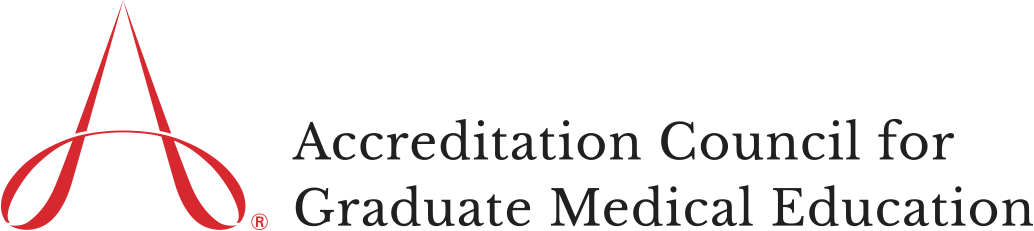 ®
Accreditation Council for
Graduate Medical Education